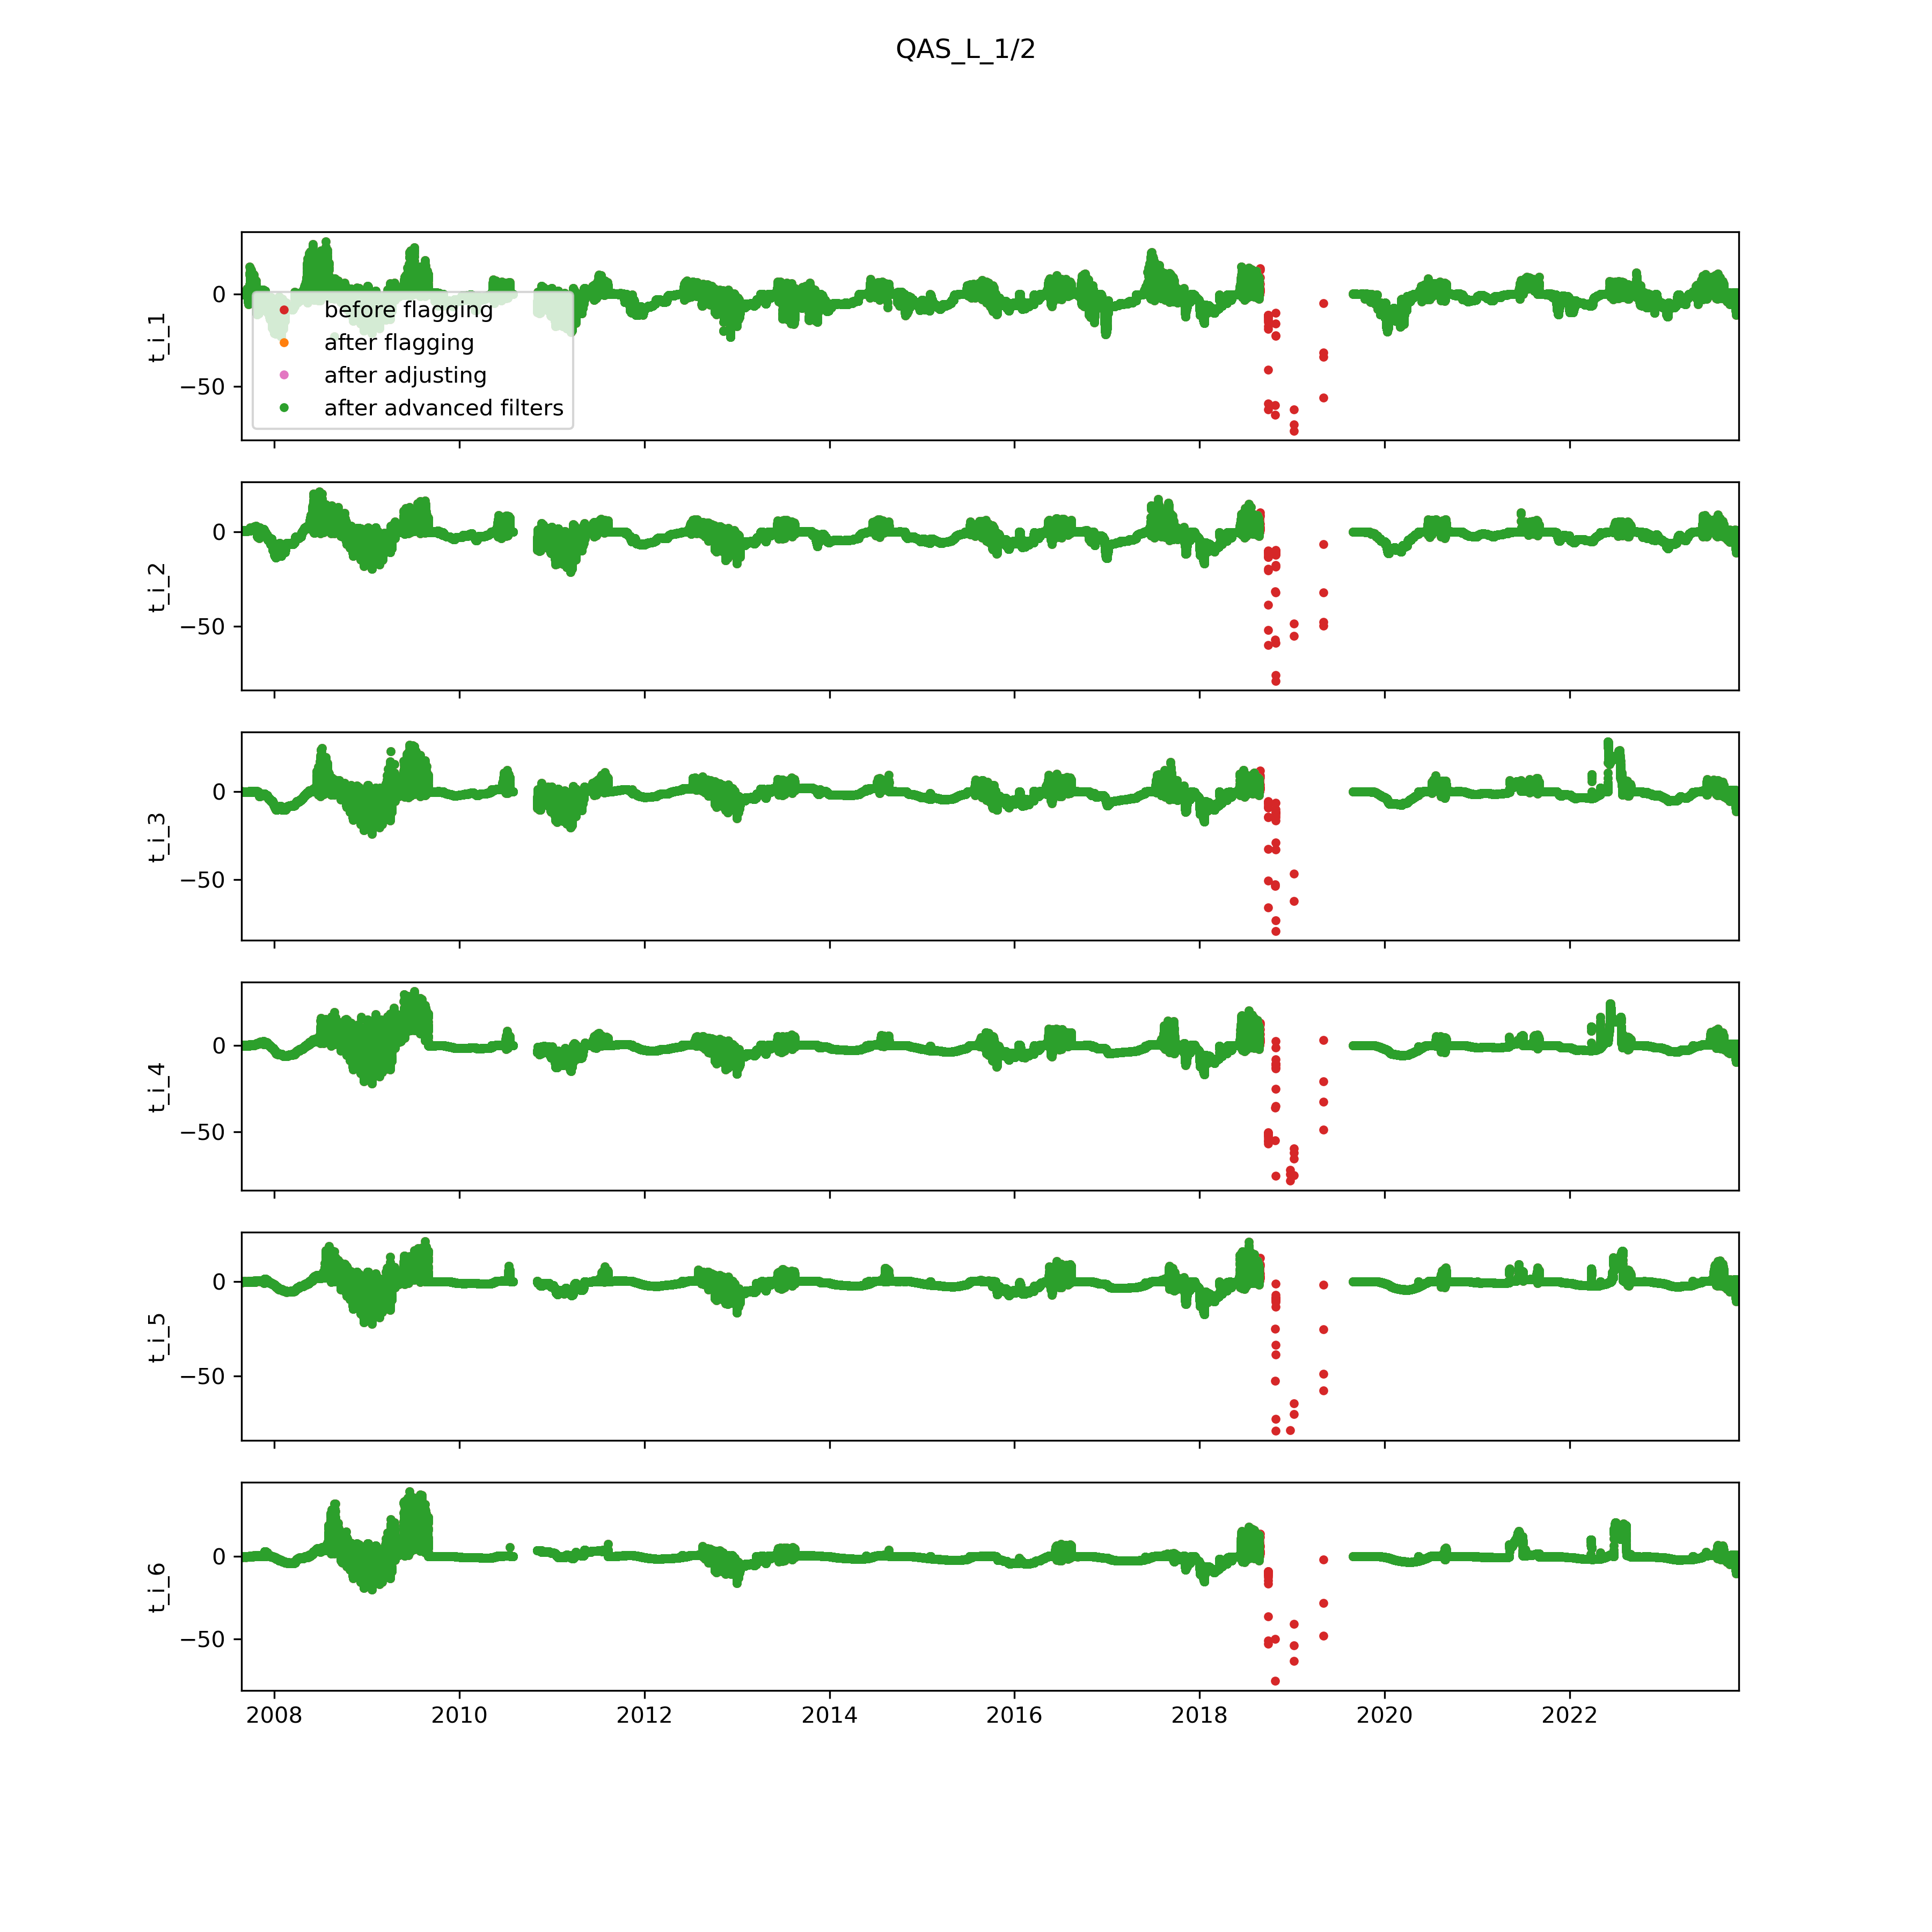 QAS_L_1/2
0
−50
t_i_1
before flagging
after flagging
after adjusting
after advanced filters
0
−50
t_i_2
0
−50
t_i_3
0
−50
t_i_4
0
−50
t_i_5
0
−50
t_i_6
2008 2010 2012 2014 2016 2018 2020 2022